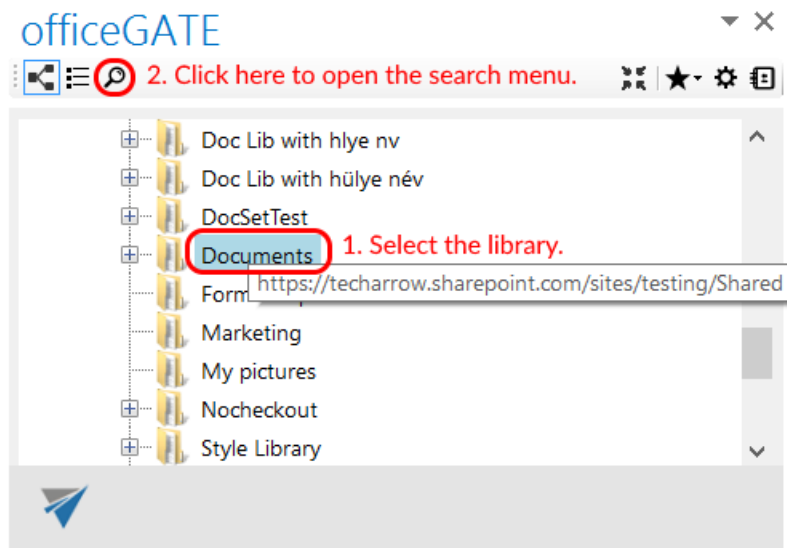 officeGATE
2. Click here to open the search menu.
Doc Lib with hlye nv
Doc Lib with hülye név
DocSetTest
Documents 1. Select the library.
https://techarrow.sharepoint.com/sites/testing/Shared
Form
Marketing
My pictures
Nocheckout
Style Library